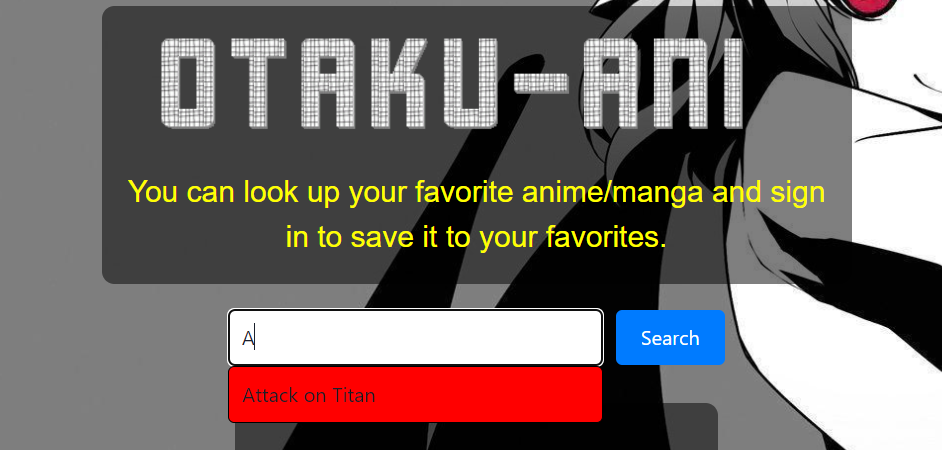 OTAKU-ANI
You can look up your favorite anime/manga and sign
in to save it to your favorites.
A
Search
Attack on Titan